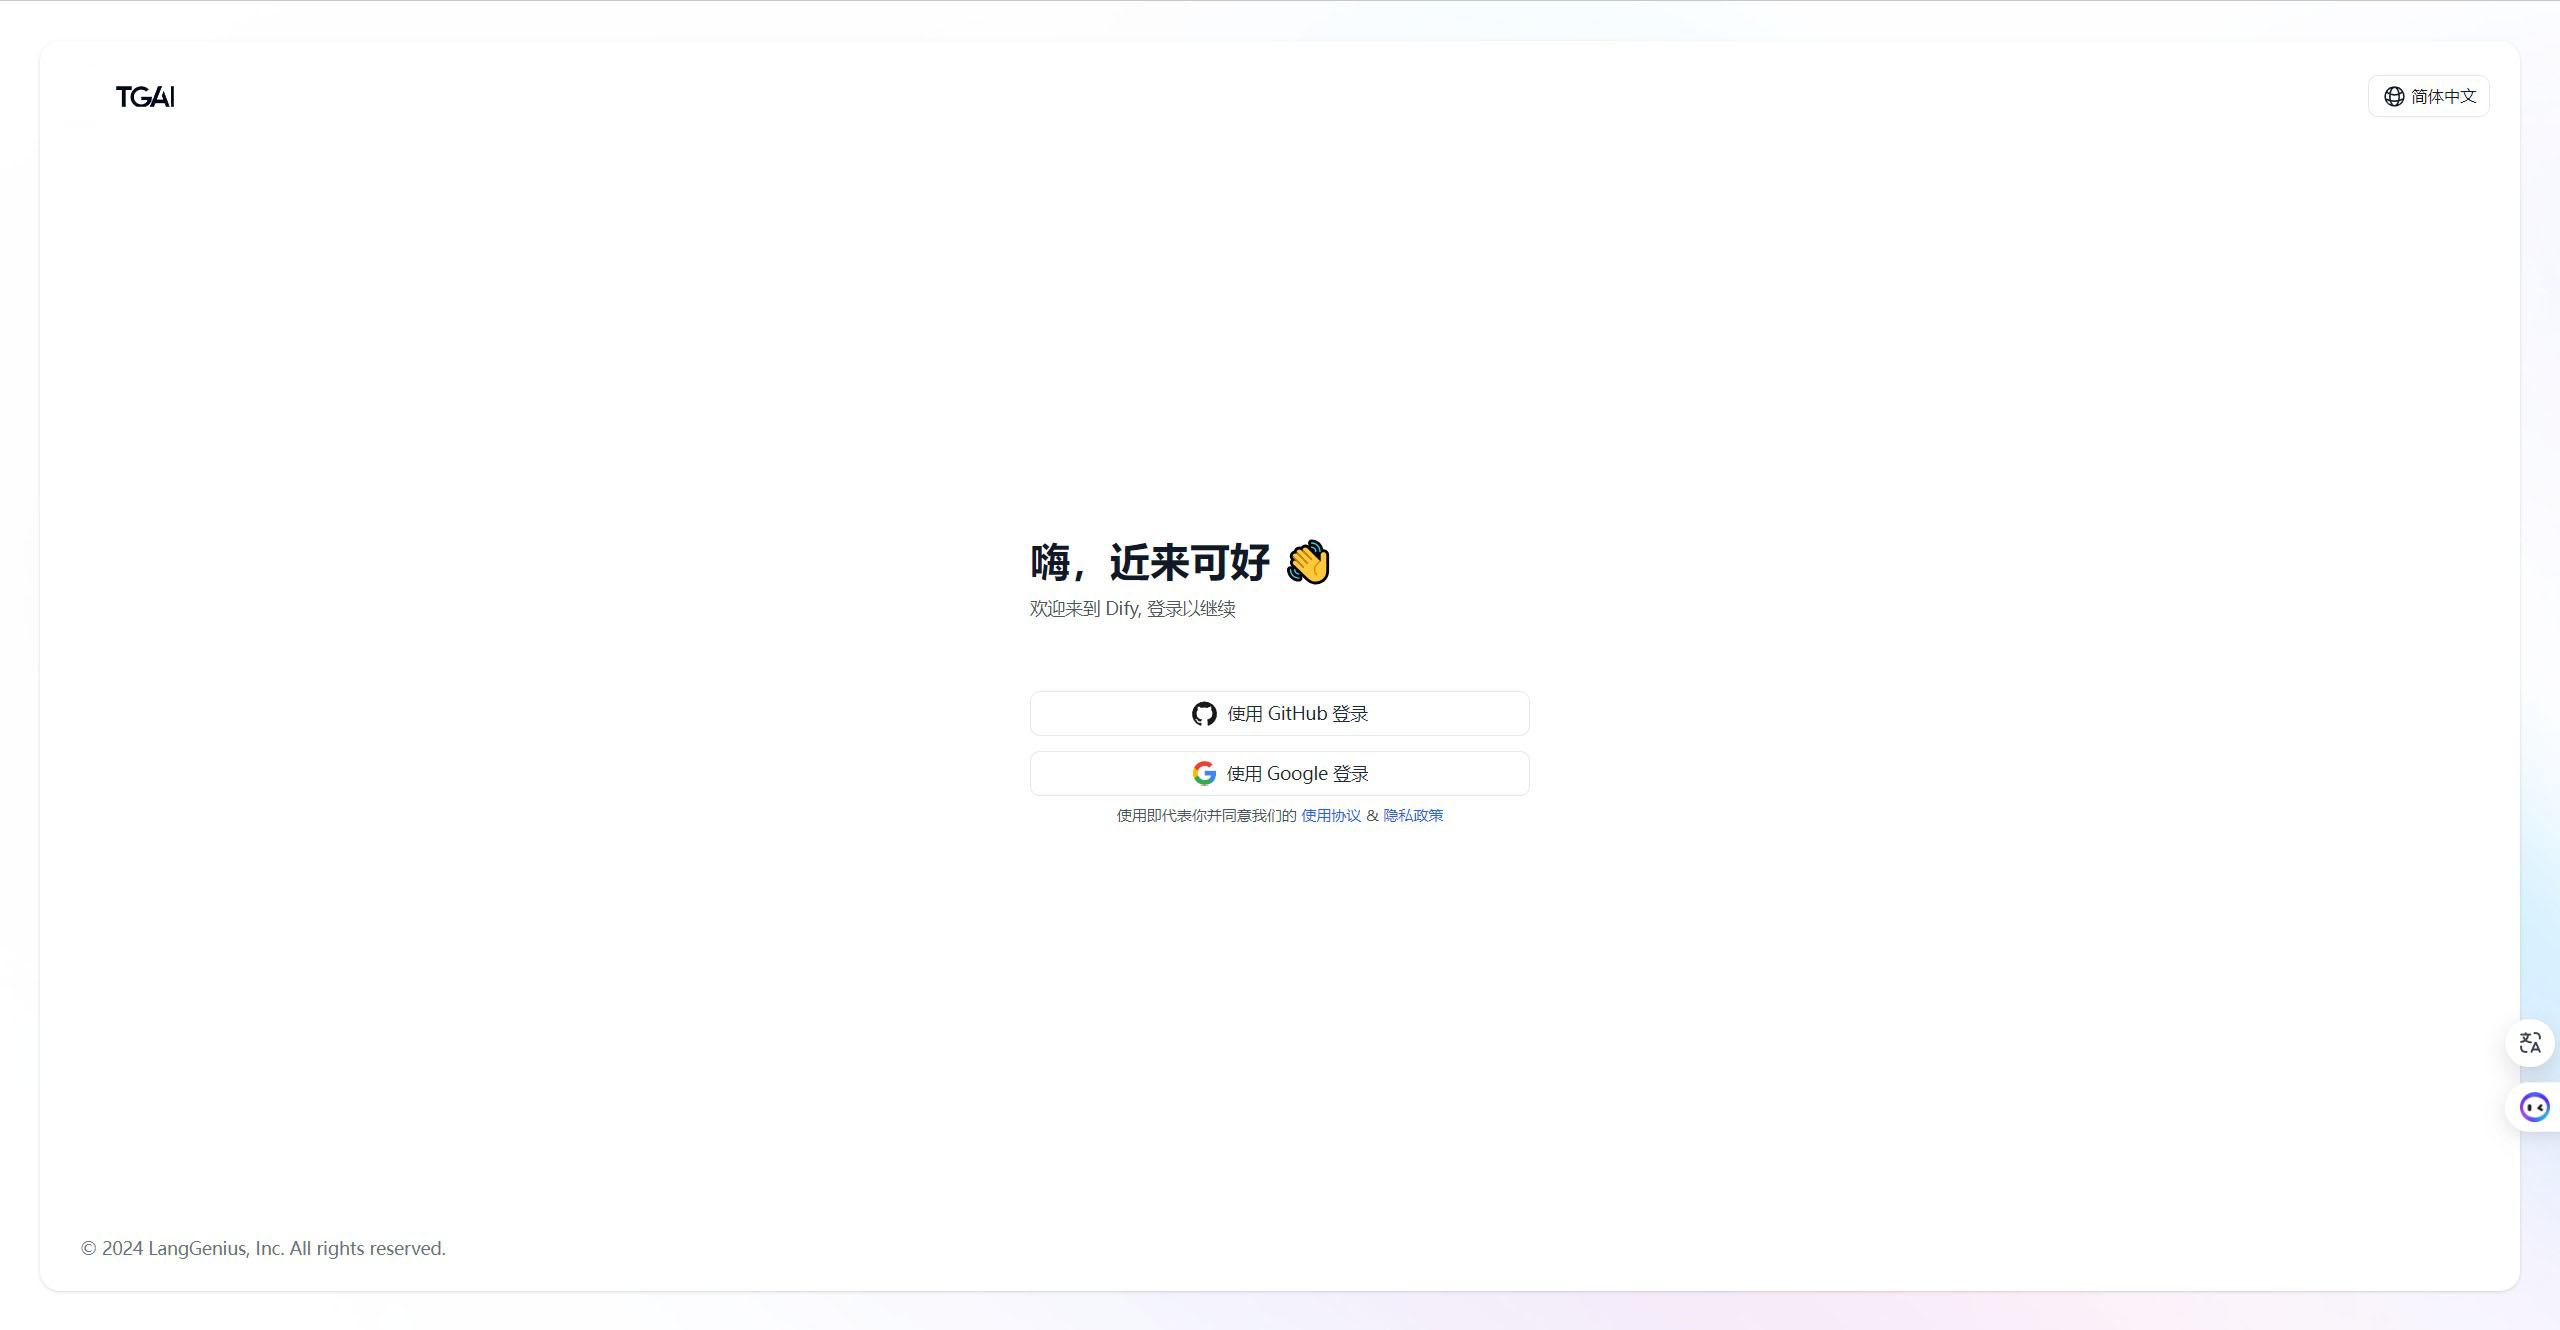 TGAI
简体中文
嗨，近来可好 👋
欢迎来到 Dify, 登录以继续
使用 GitHub 登录
使用 Google 登录
使用即代表你并同意我们的 使用协议 & 隐私政策
© 2024 LangGenius, Inc. All rights reserved.